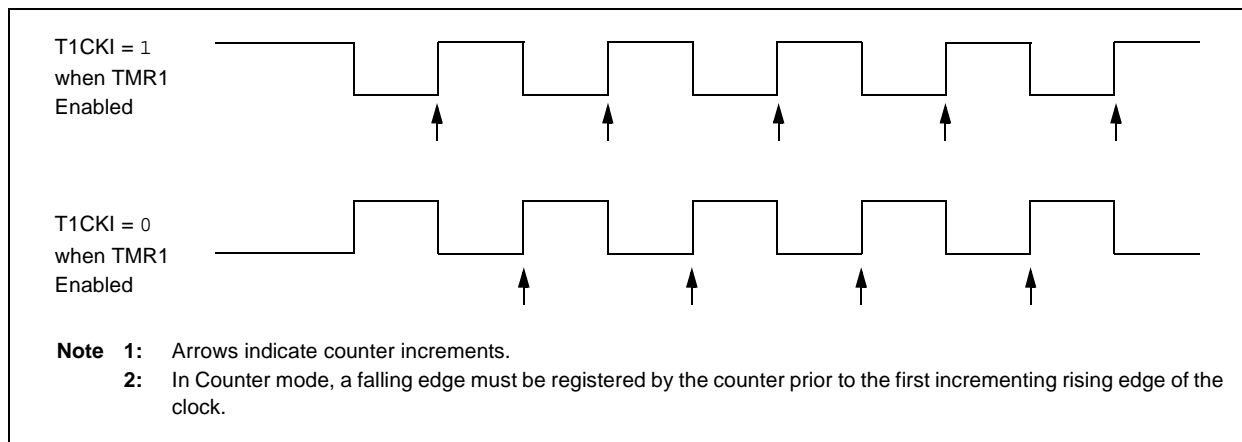 T1CKI = 1
when TMR1
Enabled
T1CKI = 0
when TMR1
Enabled
Note 1: Arrows indicate counter increments.
2: In Counter mode, a falling edge must be registered by the counter prior to the first incrementing rising edge of the
clock.